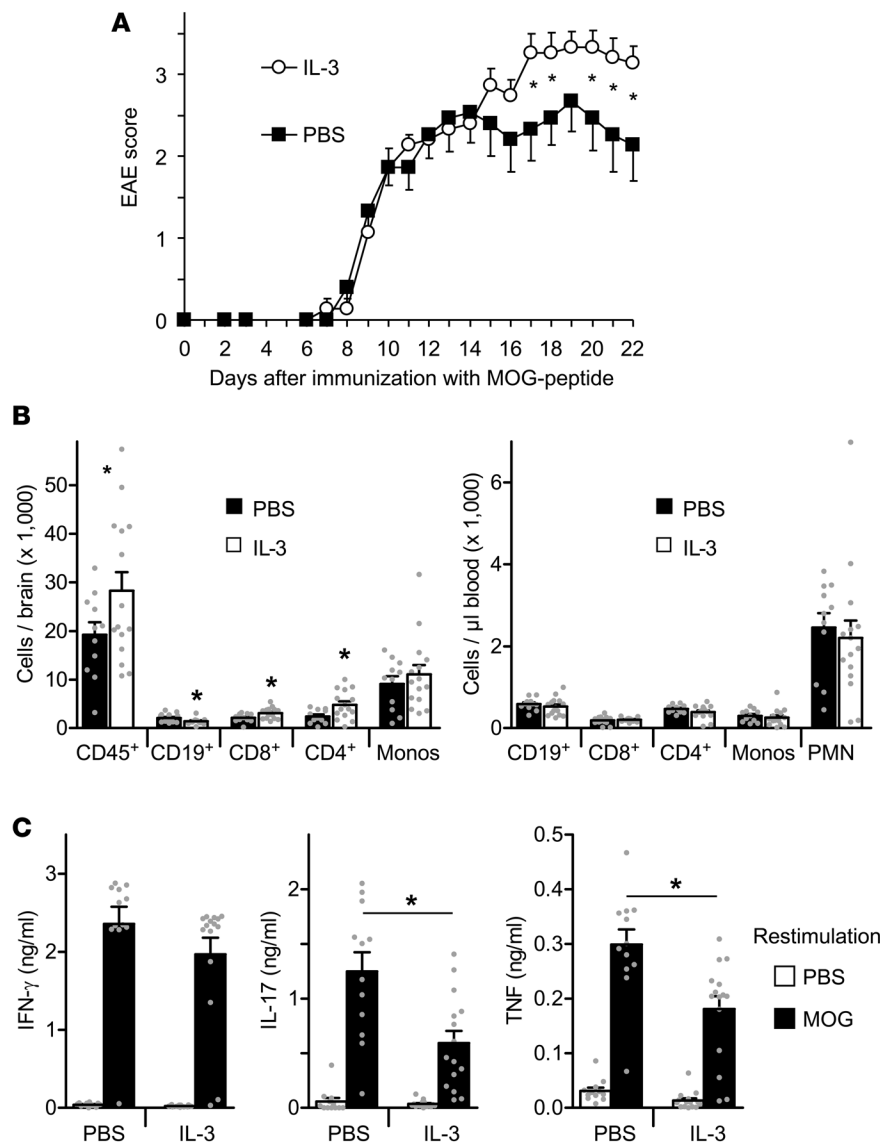 A
EAE score
3
2
1
0
IL-3
PBS
* * * * *
0 2 4 6 8 10 12 14 16 18 20 22
Days after immunization with MOG-peptide
B
Cells / brain (x 1,000)
50
40
30
20
10
0
*
PBS
IL-3
* * *
CD45+ CD19+ CD8+ CD4+ Monos
Cells / µl blood (x 1,000)
6
4
2
0
PBS
IL-3
CD19+ CD8+ CD4+ Monos PMN
C
IFN-γ (ng/ml)
3
2
1
0
PBS IL-3
IL-17 (ng/ml)
2
1
0
*
PBS IL-3
TNF (ng/ml)
0.5
0.4
0.3
0.2
0.1
0.0
*
PBS IL-3
Restimulation
PBS
MOG